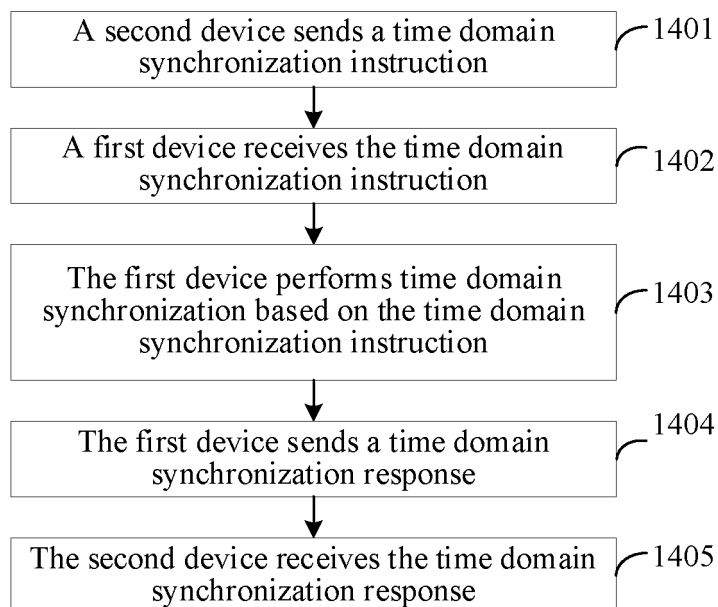 A second device sends a time domain
synchronization instruction
1401
A first device receives the time domain
synchronization instruction
1402
The first device performs time domain
synchronization based on the time domain
synchronization instruction
1403
The first device sends a time domain
synchronization response
1404
The second device receives the time domain
synchronization response
1405